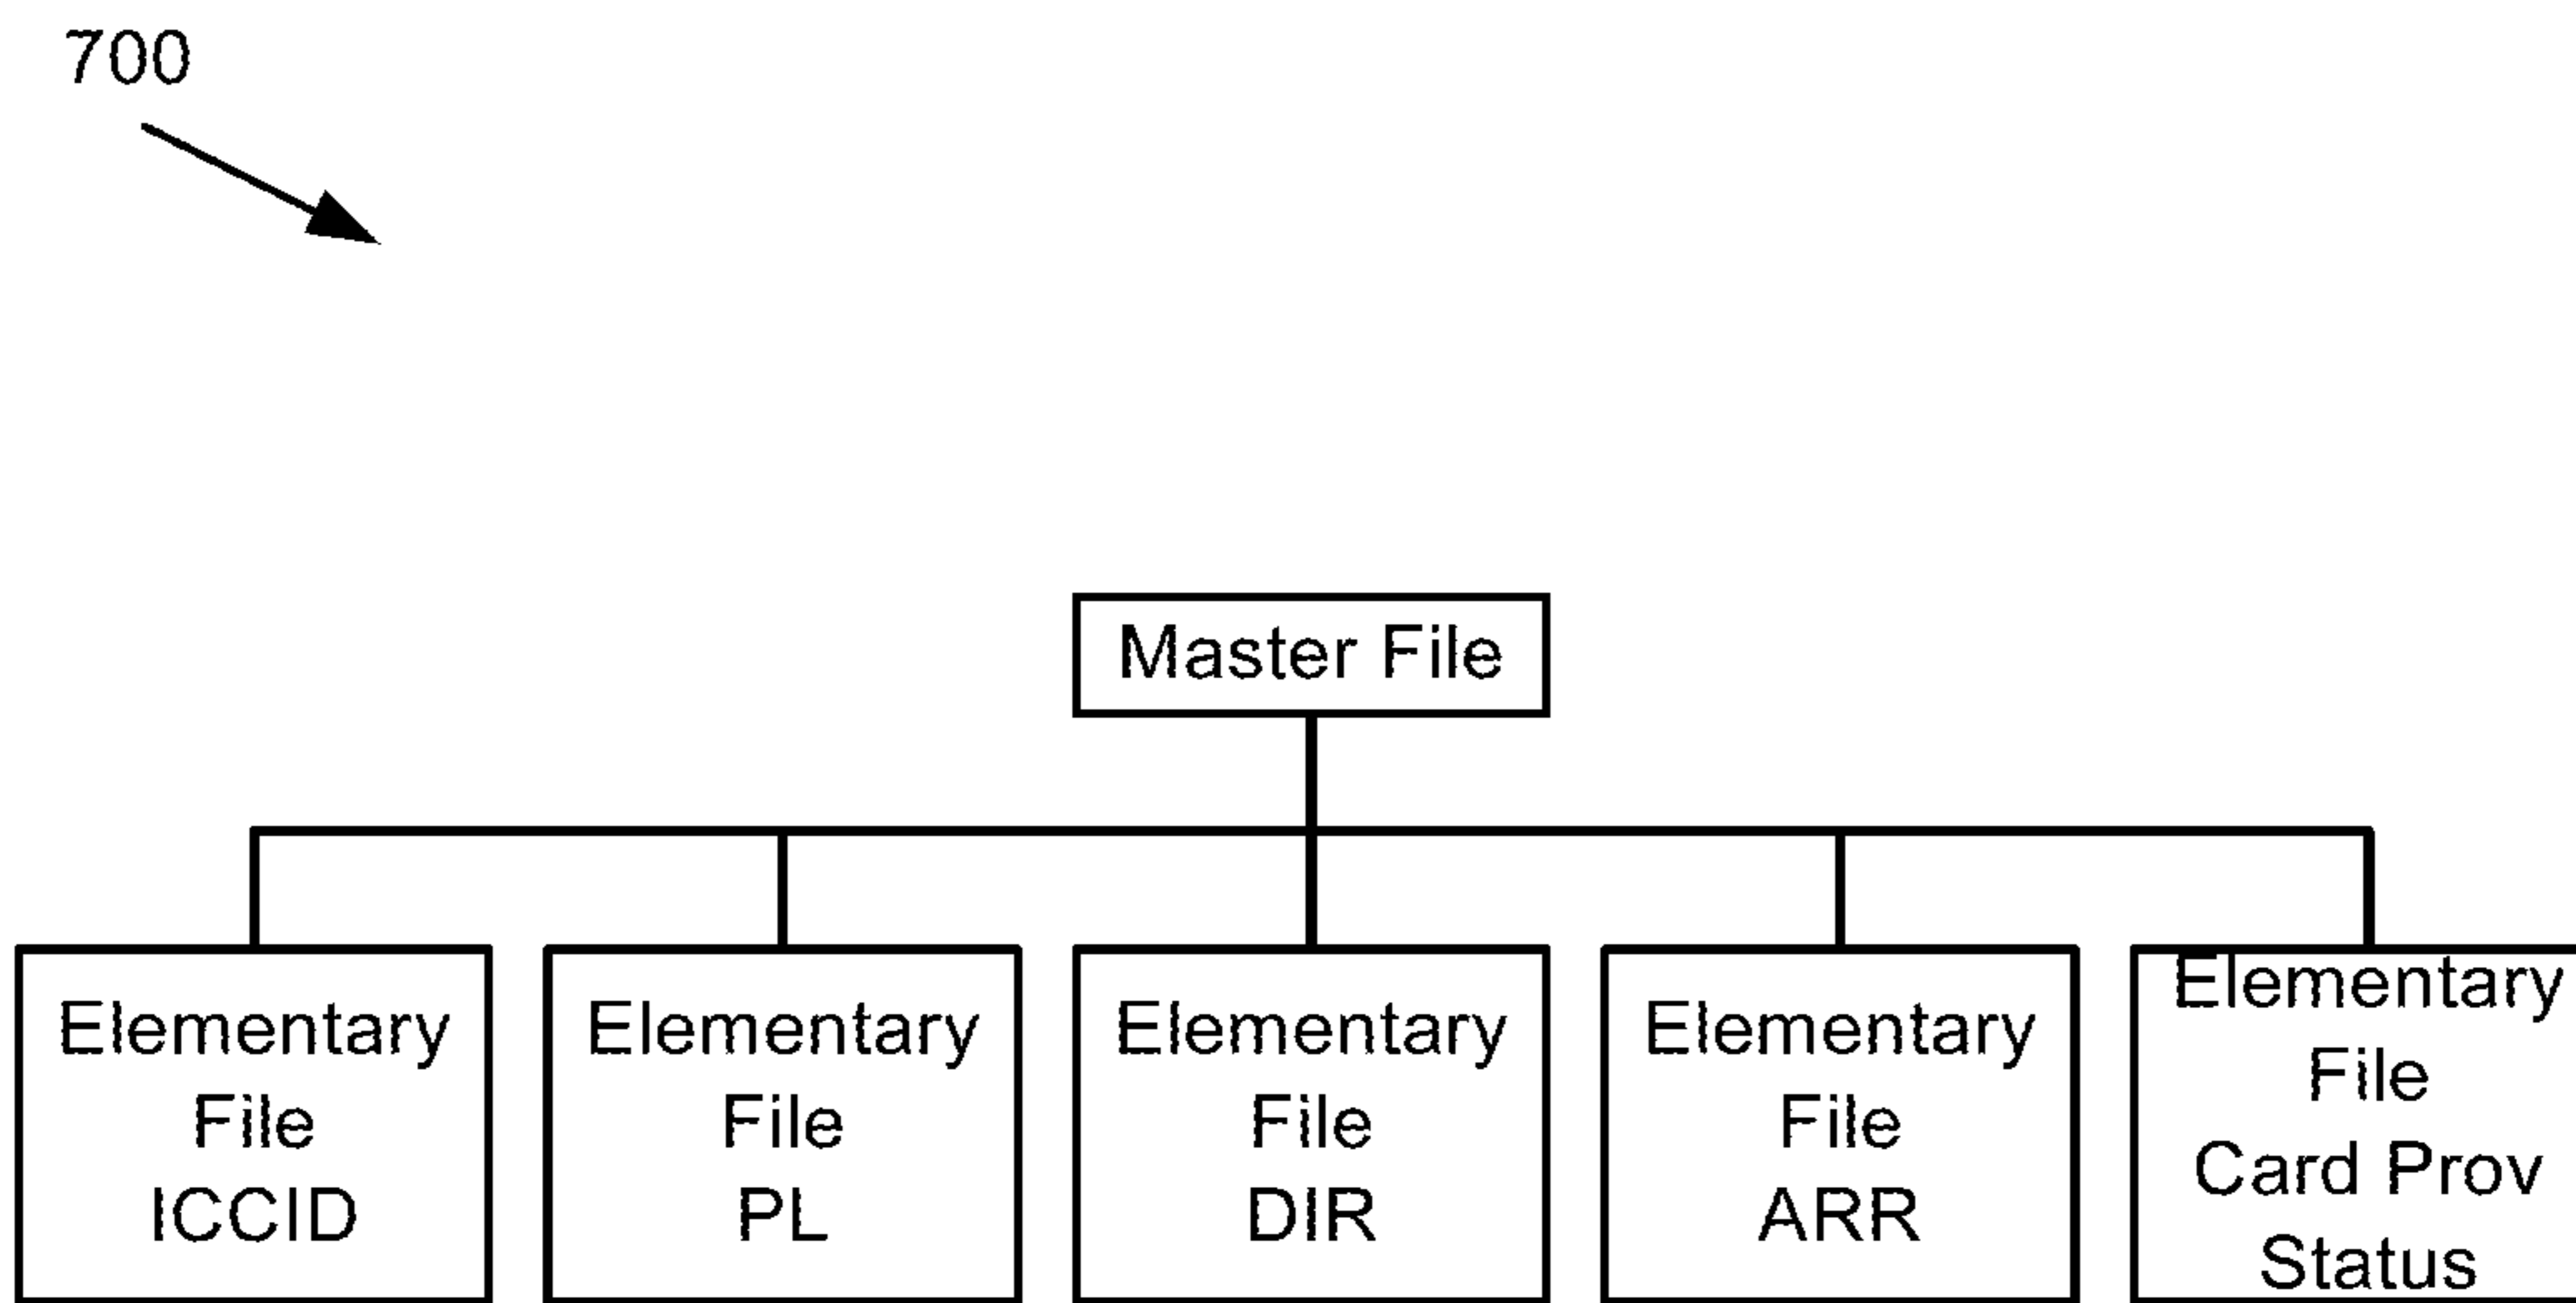 700
Master File
Elementary
File
ICCID
Elementary
File
PL
Elementary
File
DIR
Elementary
File
ARR
Elementary
File
Card Prov
Status